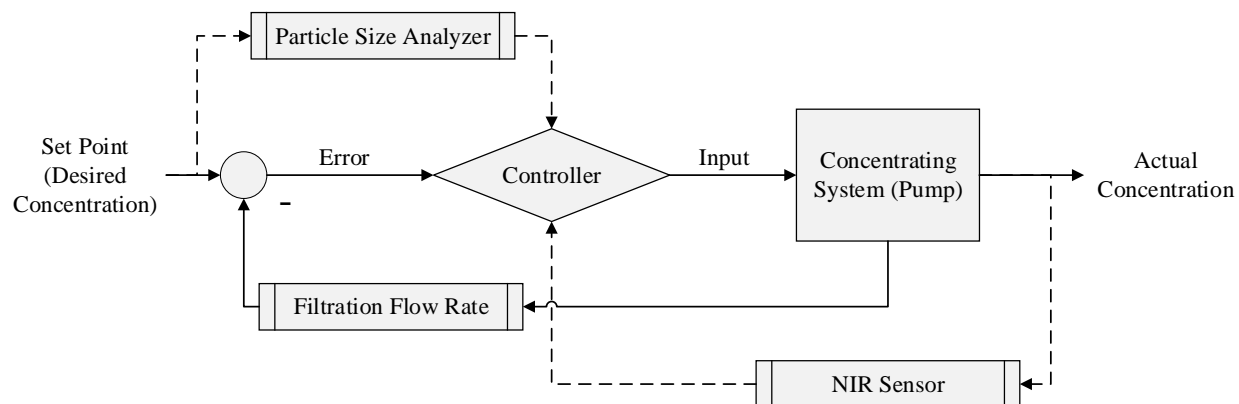 Particle Size Analyzer
Set Point
(Desired
Concentration)
Error
-
Controller
Input
Concentrating
System (Pump)
Actual
Concentration
Filtration Flow Rate
NIR Sensor